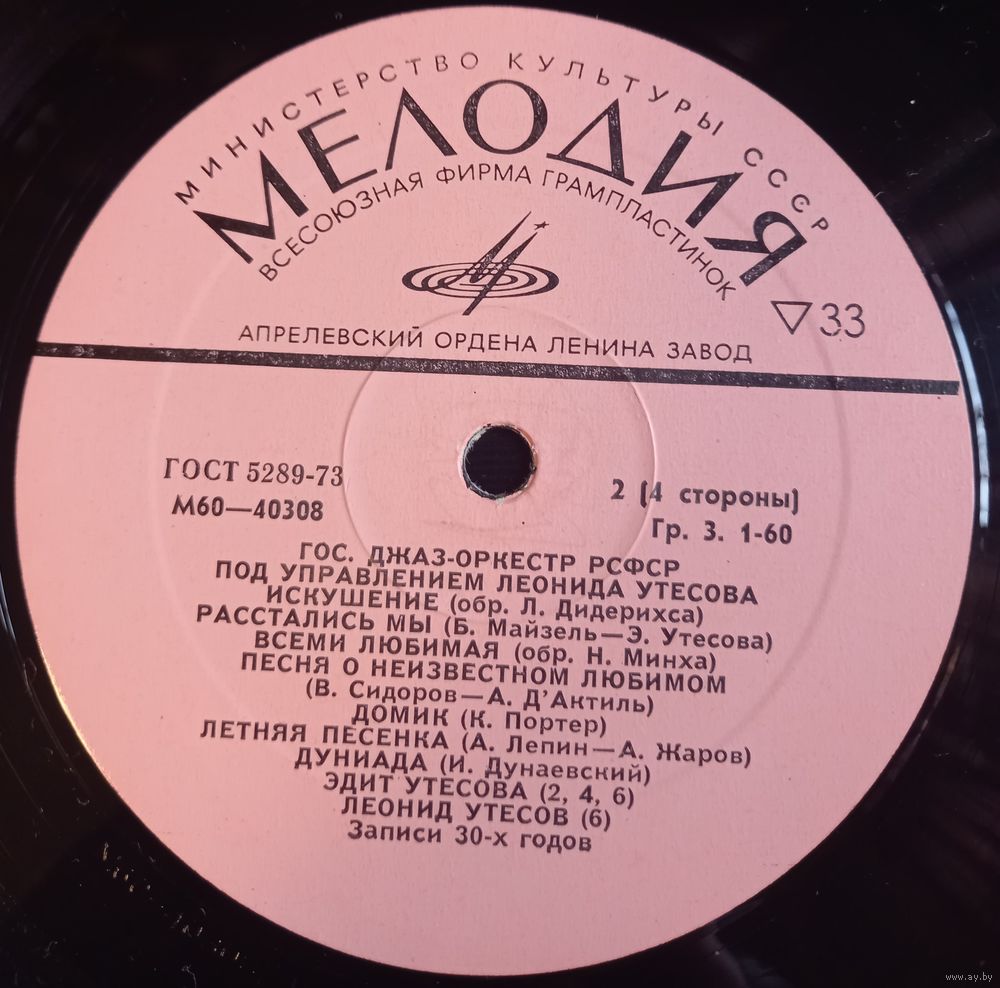 МИНИСТЕРСТВО КУЛЬТУРЫ СССР
МЕЛОДИЯ
ВСЕСОЮЗНАЯ ФИРМА ГРАМПЛАСТИНОК
▽33
АПРЕЛЕВСКИЙ ОРДЕНА ЛЕНИНА ЗАВОД
ГОСТ 5289-73
М60—40308
2 (4 стороны)
Гр. 3. 1-60
ГОС. ДЖАЗ-ОРКЕСТР РСФСР
ПОД УПРАВЛЕНИЕМ ЛЕОНИДА УТЕСОВА
ИСКУШЕНИЕ (обр. Л. Дидерихса)
РАССТАЛИСЬ МЫ (Б. Майзель—Э. Утесова)
ВСЕМИ ЛЮБИМАЯ (обр. Н. Минха)
ПЕСНЯ О НЕИЗВЕСТНОМ ЛЮБИМОМ
(В. Сидоров—А. Д'Актиль)
ДОМИК (К. Портер)
ЛЕТНЯЯ ПЕСЕНКА (А. Лепин—А. Жаров)
ДУНИАДА (И. Дунаевский)
ЭДИТ УТЕСОВА (2, 4, 6)
ЛЕОНИД УТЕСОВ (6)
Записи 30-х годов
www.ay.by